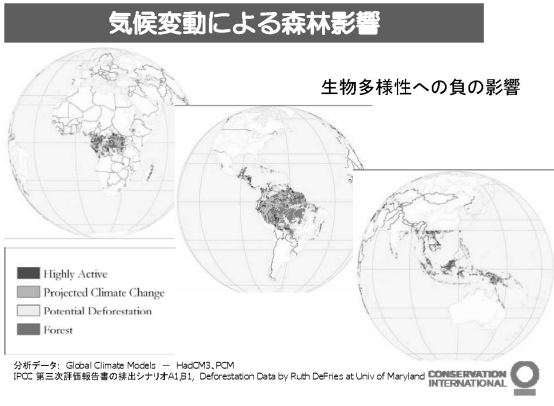 気候変動による森林影響
生物多様性への負の影響
Highly Active
Projected Climate Change
Potential Deforestation
Forest
分析データ: Global Climate Models － HadCM3、PCM
IPCC 第三次評価報告書の排出シナリオA1,B1, Deforestation Data by Ruth DeFries at Univ of Maryland
CONSERVATION
INTERNATIONAL